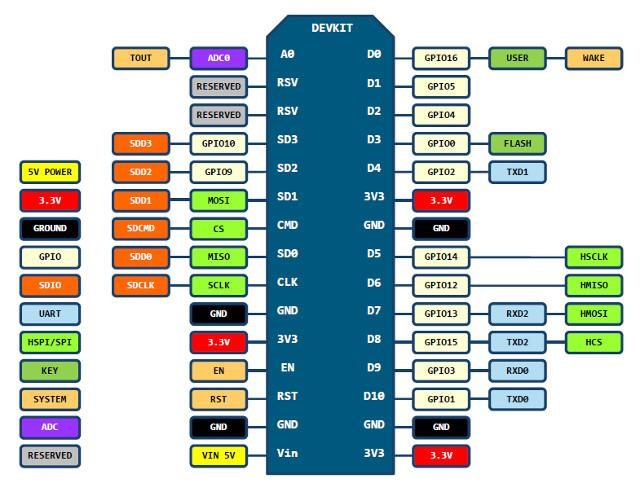 DEVKIT
TOUT ADC0 A0 D0 GPIO16 USER WAKE
RESERVED RSV D1 GPIO5
RESERVED RSV D2 GPIO4
SDD3 GPIO10 SD3 D3 GPIO0 FLASH
5V POWER SDD2 GPIO9 SD2 D4 GPIO2 TXD1
3.3V SDD1 MOSI SD1 3V3 3.3V
GROUND SDCMD CS CMD GND GND
GPIO SDD0 MISO SD0 D5 GPIO14 HSCLK
SDIO SDCLK SCLK CLK D6 GPIO12 HMISO
UART GND GND D7 GPIO13 RXD2 HMOSI
HSPI/SPI 3.3V 3V3 D8 GPIO15 TXD2 HCS
KEY EN EN D9 GPIO3 RXD0
SYSTEM RST RST D10 GPIO1 TXD0
ADC GND GND GND GND
RESERVED VIN 5V Vin 3V3 3.3V